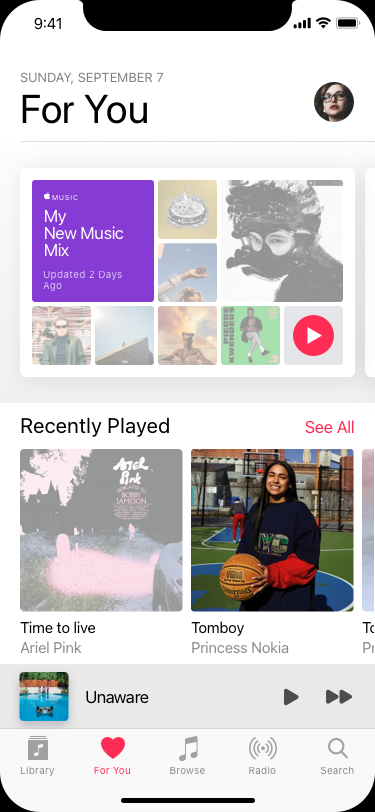 9:41
SUNDAY, SEPTEMBER 7
For You
MUSIC
My
New Music
Mix
Updated 2 Days
Ago
PIERRE
KWENDERS
Recently Played
See All
Ariel
Pink
BOBBY
JAMESON
Time to live
Ariel Pink
Tomboy
Princess Nokia
Unaware
Library
For You
Browse
Radio
Search